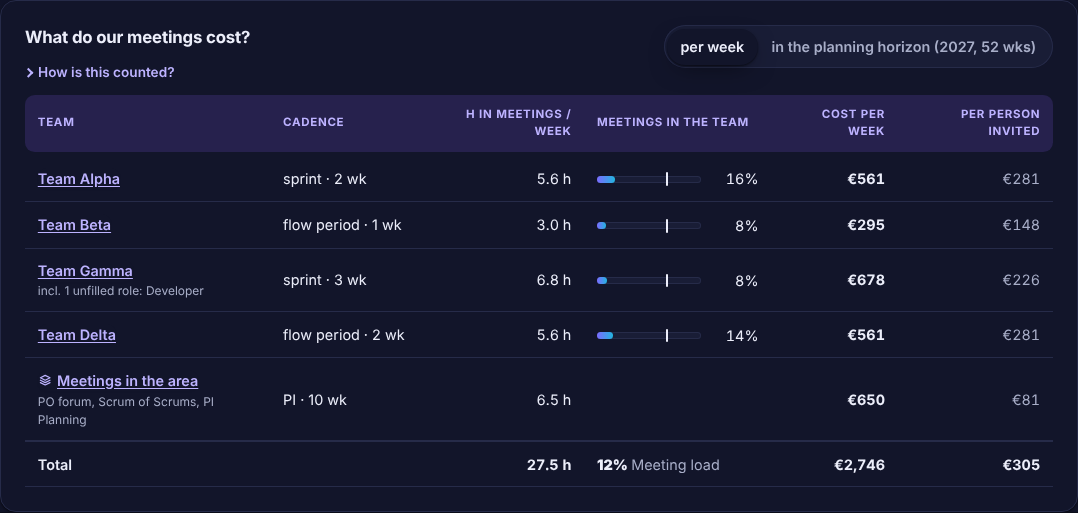 What do our meetings cost?
per week in the planning horizon (2027, 52 wks)
How is this counted?
TEAM CADENCE H IN MEETINGS / WEEK MEETINGS IN THE TEAM COST PER WEEK PER PERSON INVITED
Team Alpha sprint · 2 wk 5.6 h 16% €561 €281
Team Beta flow period · 1 wk 3.0 h 8% €295 €148
Team Gamma sprint · 3 wk 6.8 h 8% €678 €226
incl. 1 unfilled role: Developer
Team Delta flow period · 2 wk 5.6 h 14% €561 €281
Meetings in the area PI · 10 wk 6.5 h €650 €81
PO forum, Scrum of Scrums, PI
Planning
Total 27.5 h 12% Meeting load €2,746 €305